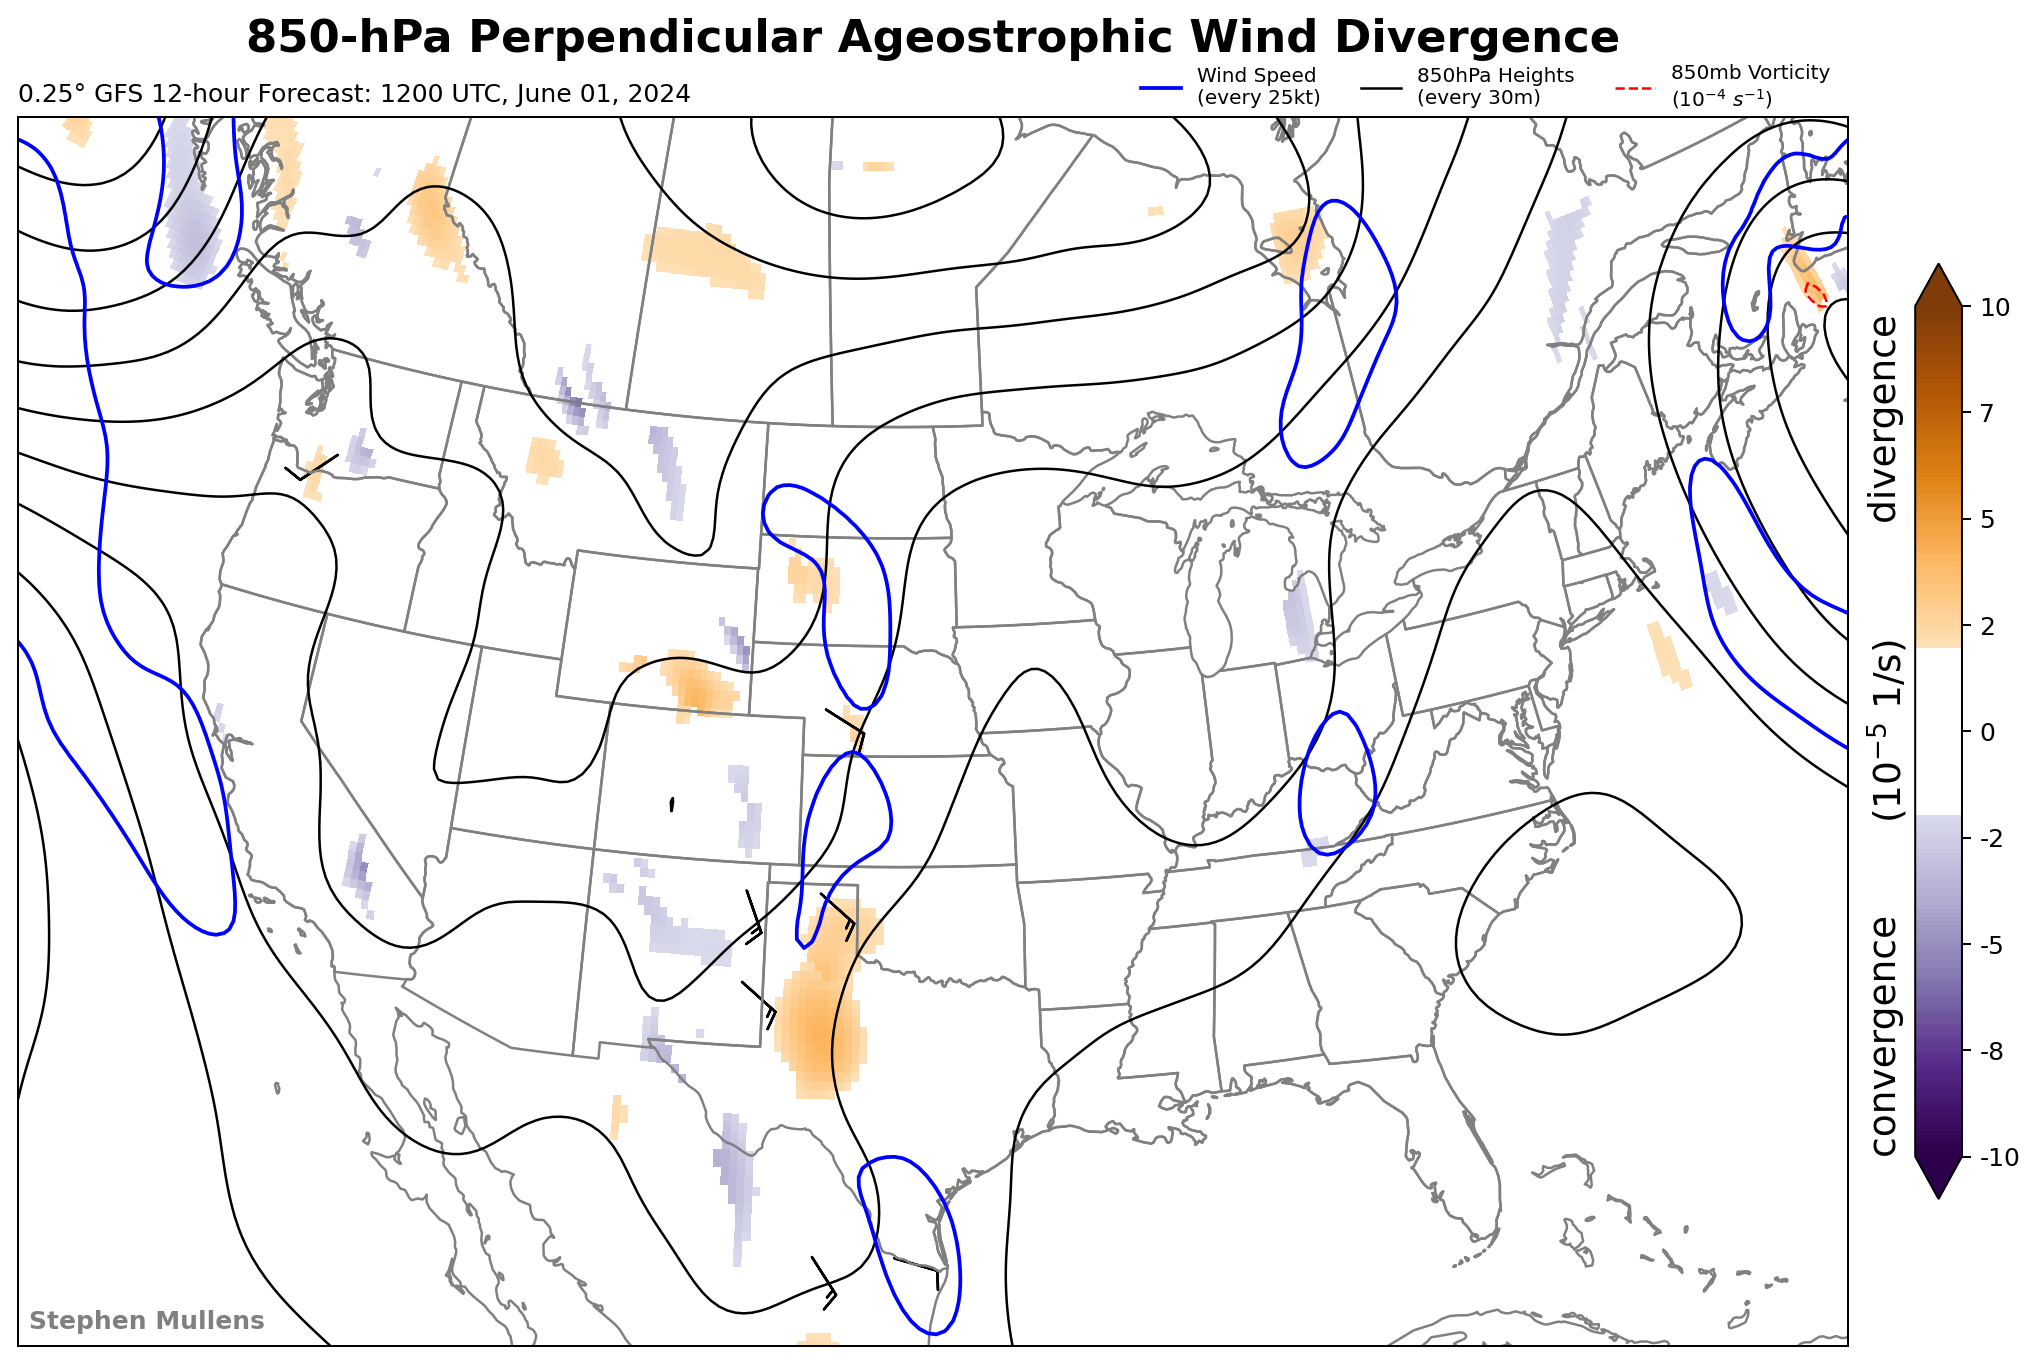 850-hPa Perpendicular Ageostrophic Wind Divergence
0.25° GFS 12-hour Forecast: 1200 UTC, June 01, 2024
Wind Speed
(every 25kt)
850hPa Heights
(every 30m)
850mb Vorticity
(10⁻⁴ s⁻¹)
10
7
5
2
0
-2
-5
-8
-10
convergence (10⁻⁵ 1/s) divergence
Stephen Mullens